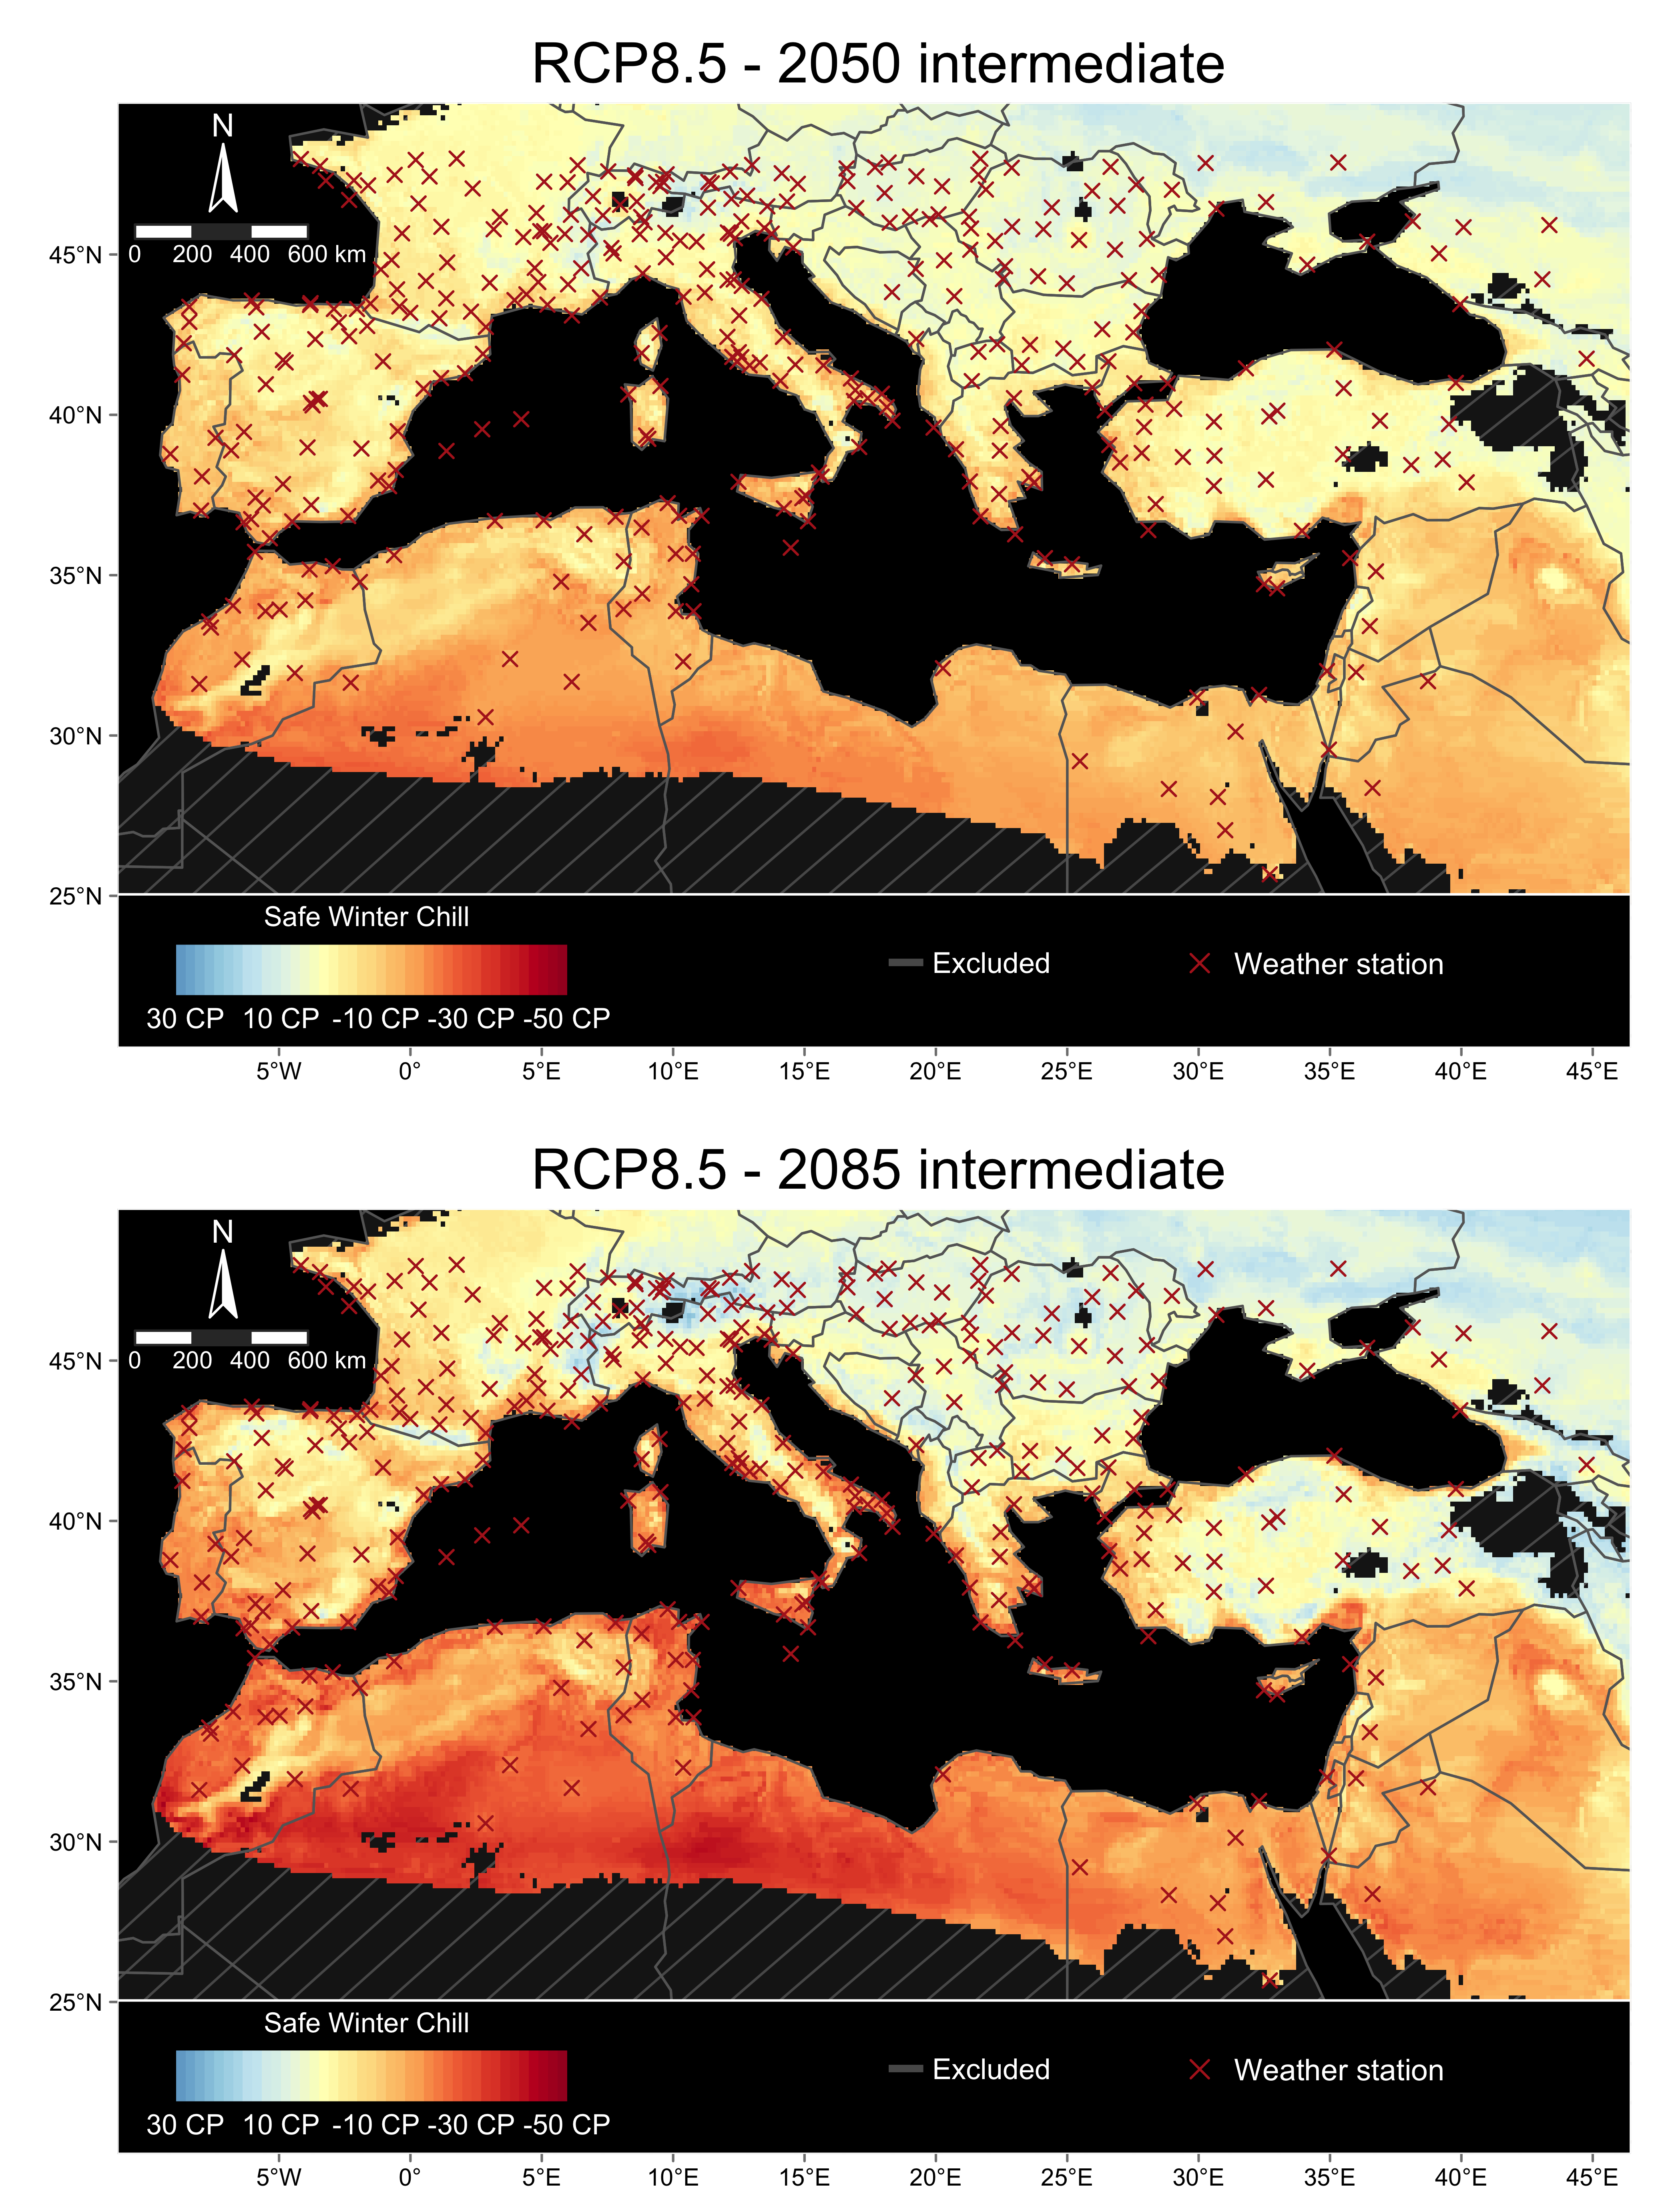 RCP8.5 - 2050 intermediate
N
0 200 400 600 km
45°N
40°N
35°N
30°N
25°N
Safe Winter Chill
30 CP 10 CP -10 CP -30 CP -50 CP
Excluded
Weather station
5°W 0° 5°E 10°E 15°E 20°E 25°E 30°E 35°E 40°E 45°E
RCP8.5 - 2085 intermediate
N
0 200 400 600 km
45°N
40°N
35°N
30°N
25°N
Safe Winter Chill
30 CP 10 CP -10 CP -30 CP -50 CP
Excluded
Weather station
5°W 0° 5°E 10°E 15°E 20°E 25°E 30°E 35°E 40°E 45°E